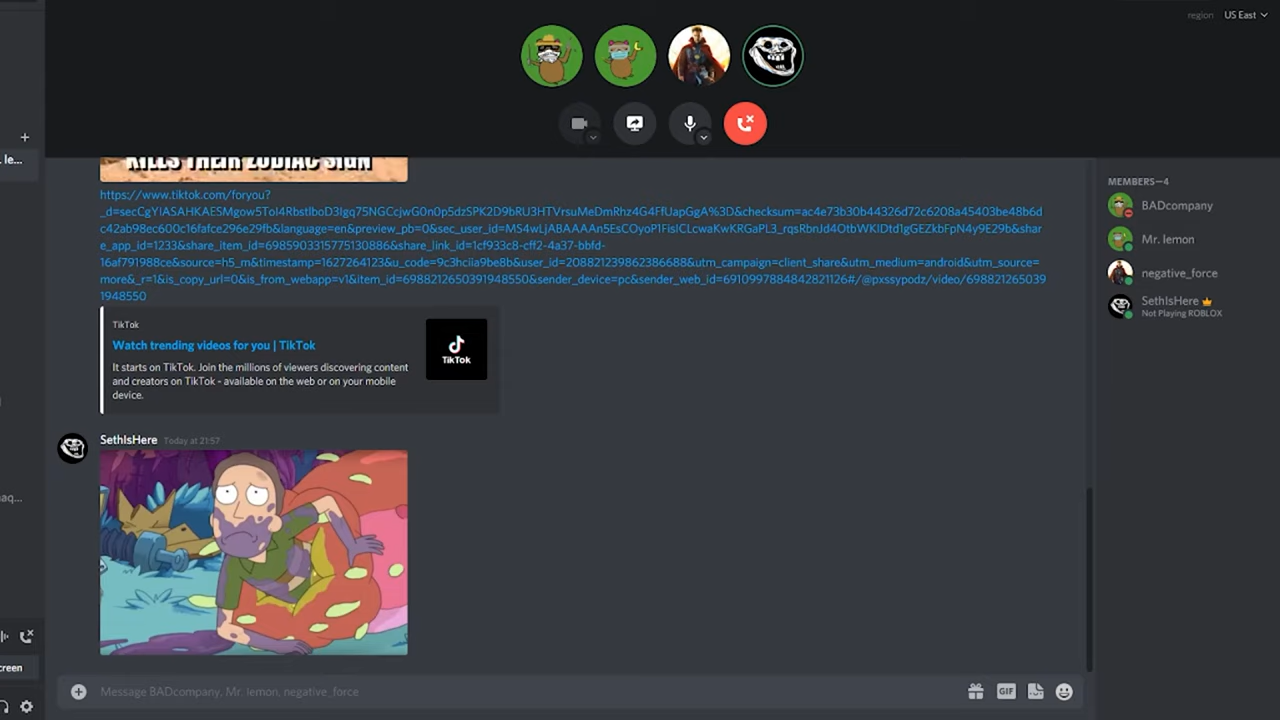 region US East
KILLS THEIR ZODIAC SIGN
le...
https://www.tiktok.com/foryou?
_d=secCgYIASAHKAESMgow5ToI4RbstlboD3Igq75NGCcjwG0n0p5dzSPK2D9bRU3HTVrsuMeDmRhz4G4FfUapGgA%3D&checksum=ac4e73b30b44326d72c6208a45403be48b6d
c42ab98ec600c16fafce296e29fb&language=en&preview_pb=0&sec_user_id=MS4wLjABAAAAAn5EsCOyoP1FisICLcwaKwKRGaPL3_rqsRbnJd4OtbWKIDtd1gGEZkbFpN4y9E29b&shar
e_app_id=1233&share_item_id=6985903315775130886&share_link_id=1cf933c8-cff2-4a37-bbfd-
16af791988ce&source=h5_m&timestamp=1627264123&u_code=9c3hciia9be8b&user_id=208821239862386688&utm_campaign=client_share&utm_medium=android&utm_source=
more&_r=1&is_copy_url=0&is_from_webapp=v1&item_id=6988212650391948550&sender_device=pc&sender_web_id=6910997884842821126#/@pxssypodz/video/698821265039
1948550
TikTok
Watch trending videos for you | TikTok
It starts on TikTok. Join the millions of viewers discovering content
and creators on TikTok - available on the web or on your mobile
device.
TikTok
SethIsHere Today at 21:57
aq...
creen
Message BADcompany, Mr. lemon, negative_force
GIF
MEMBERS—4
BADcompany
Mr. lemon
negative_force
SethIsHere
Not Playing ROBLOX